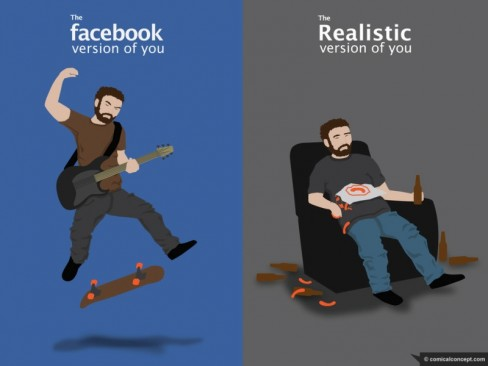 The
facebook
version of you
The
Realistic
version of you
© comicalconcept.com